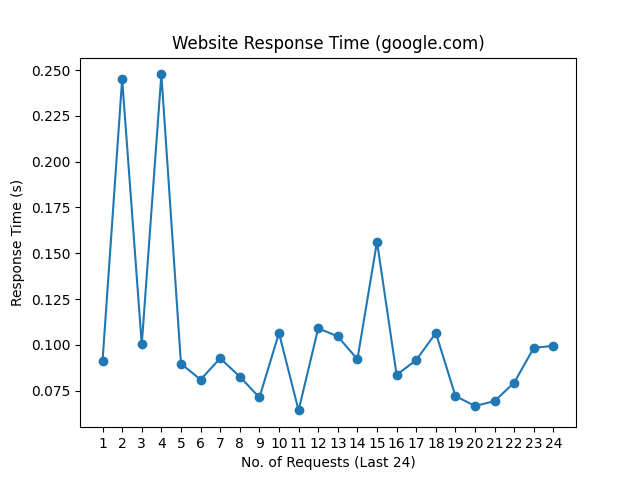 Website Response Time (google.com)
0.250
0.225
0.200
0.175
0.150
0.125
0.100
0.075
Response Time (s)
1 2 3 4 5 6 7 8 9 10 11 12 13 14 15 16 17 18 19 20 21 22 23 24
No. of Requests (Last 24)